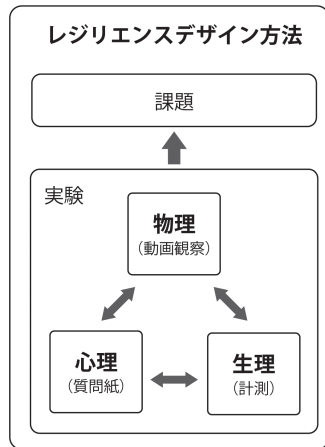 レジリエンスデザイン方法
課題
実験
物理
(動画観察)
心理
(質問紙)
生理
(計測)